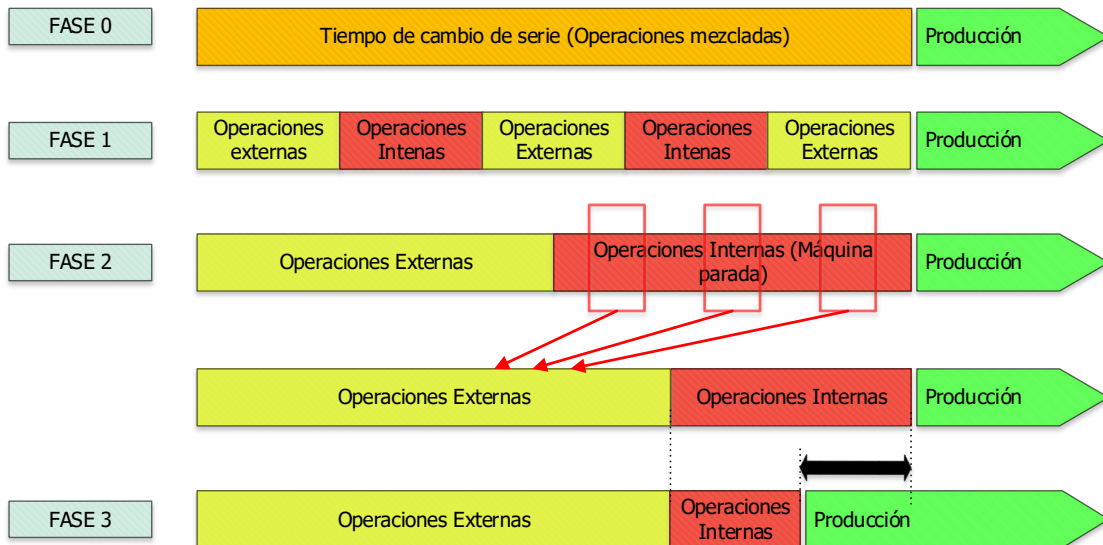 FASE 0
Tiempo de cambio de serie (Operaciones mezcladas)
Producción
FASE 1
Operaciones
externas
Operaciones
Intenas
Operaciones
Externas
Operaciones
Intenas
Operaciones
Externas
Producción
FASE 2
Operaciones Externas
Operaciones Internas (Máquina
parada)
Producción
Operaciones Externas
Operaciones Internas
Producción
FASE 3
Operaciones Externas
Operaciones
Internas
Producción